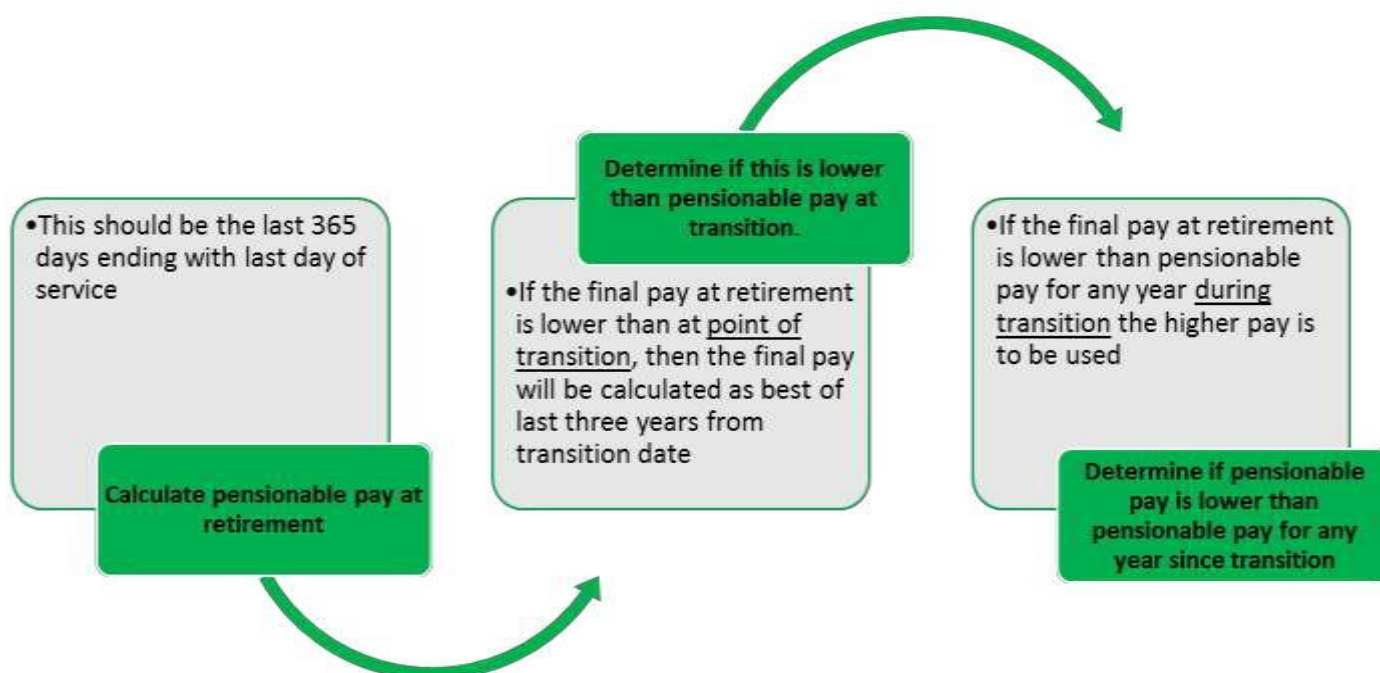 •This should be the last 365
days ending with last day of
service
Calculate pensionable pay at
retirement
Determine if this is lower
than pensionable pay at
transition.
•If the final pay at retirement
is lower than at point of
transition, then the final pay
will be calculated as best of
last three years from
transition date
•If the final pay at retirement
is lower than pensionable
pay for any year during
transition the higher pay is
to be used
Determine if pensionable
pay is lower than
pensionable pay for any
year since transition